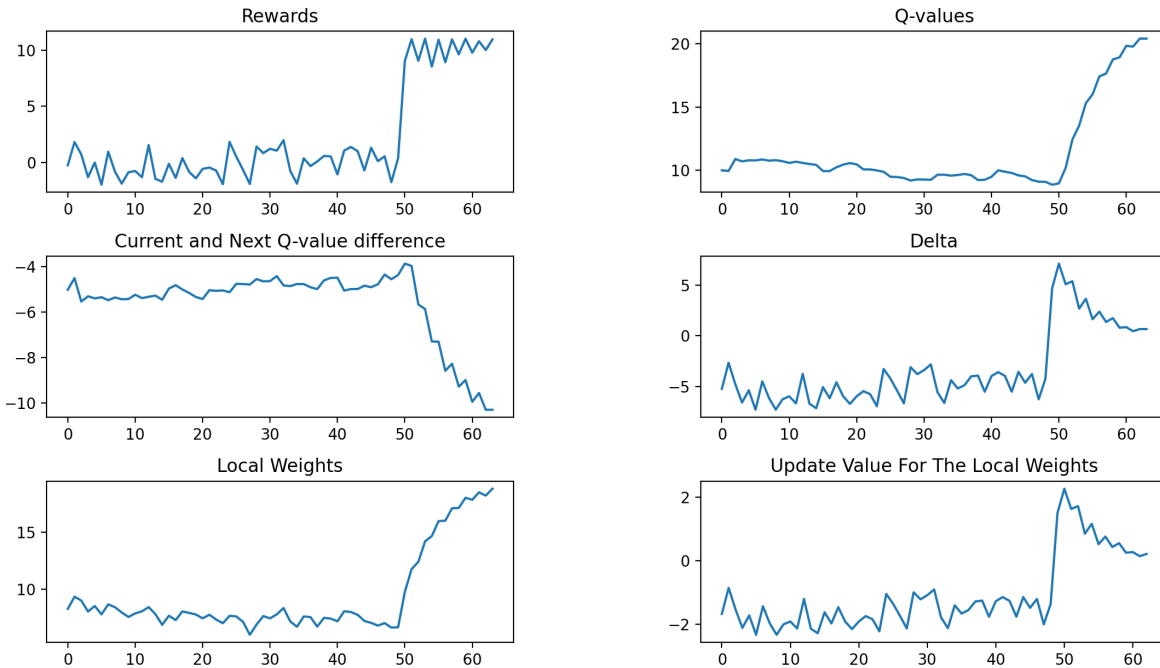 Rewards
10
5
0
0 10 20 30 40 50 60
Q-values
20
15
10
0 10 20 30 40 50 60
Current and Next Q-value difference
−4
−6
−8
−10
0 10 20 30 40 50 60
Delta
5
0
−5
0 10 20 30 40 50 60
Local Weights
15
10
0 10 20 30 40 50 60
Update Value For The Local Weights
2
0
−2
0 10 20 30 40 50 60